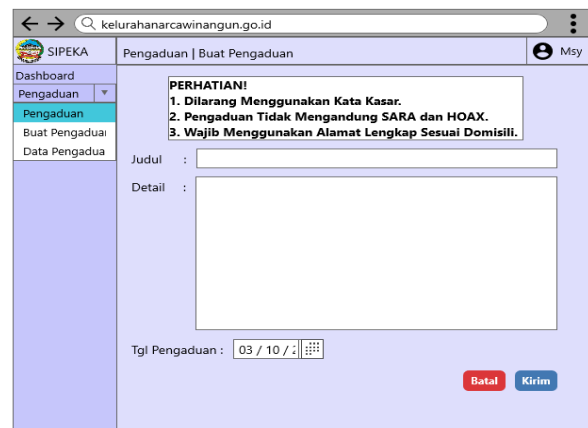 kelurahanarcawinangun.go.id
SIPEKA
Pengaduan | Buat Pengaduan
Msy
Dashboard
Pengaduan
Pengaduan
Buat Pengadua
Data Pengadua
PERHATIAN!
1. Dilarang Menggunakan Kata Kasar.
2. Pengaduan Tidak Mengandung SARA dan HOAX.
3. Wajib Menggunakan Alamat Lengkap Sesuai Domisili.
Judul :
Detail :
Tgl Pengaduan : 03 / 10 /
Batal Kirim